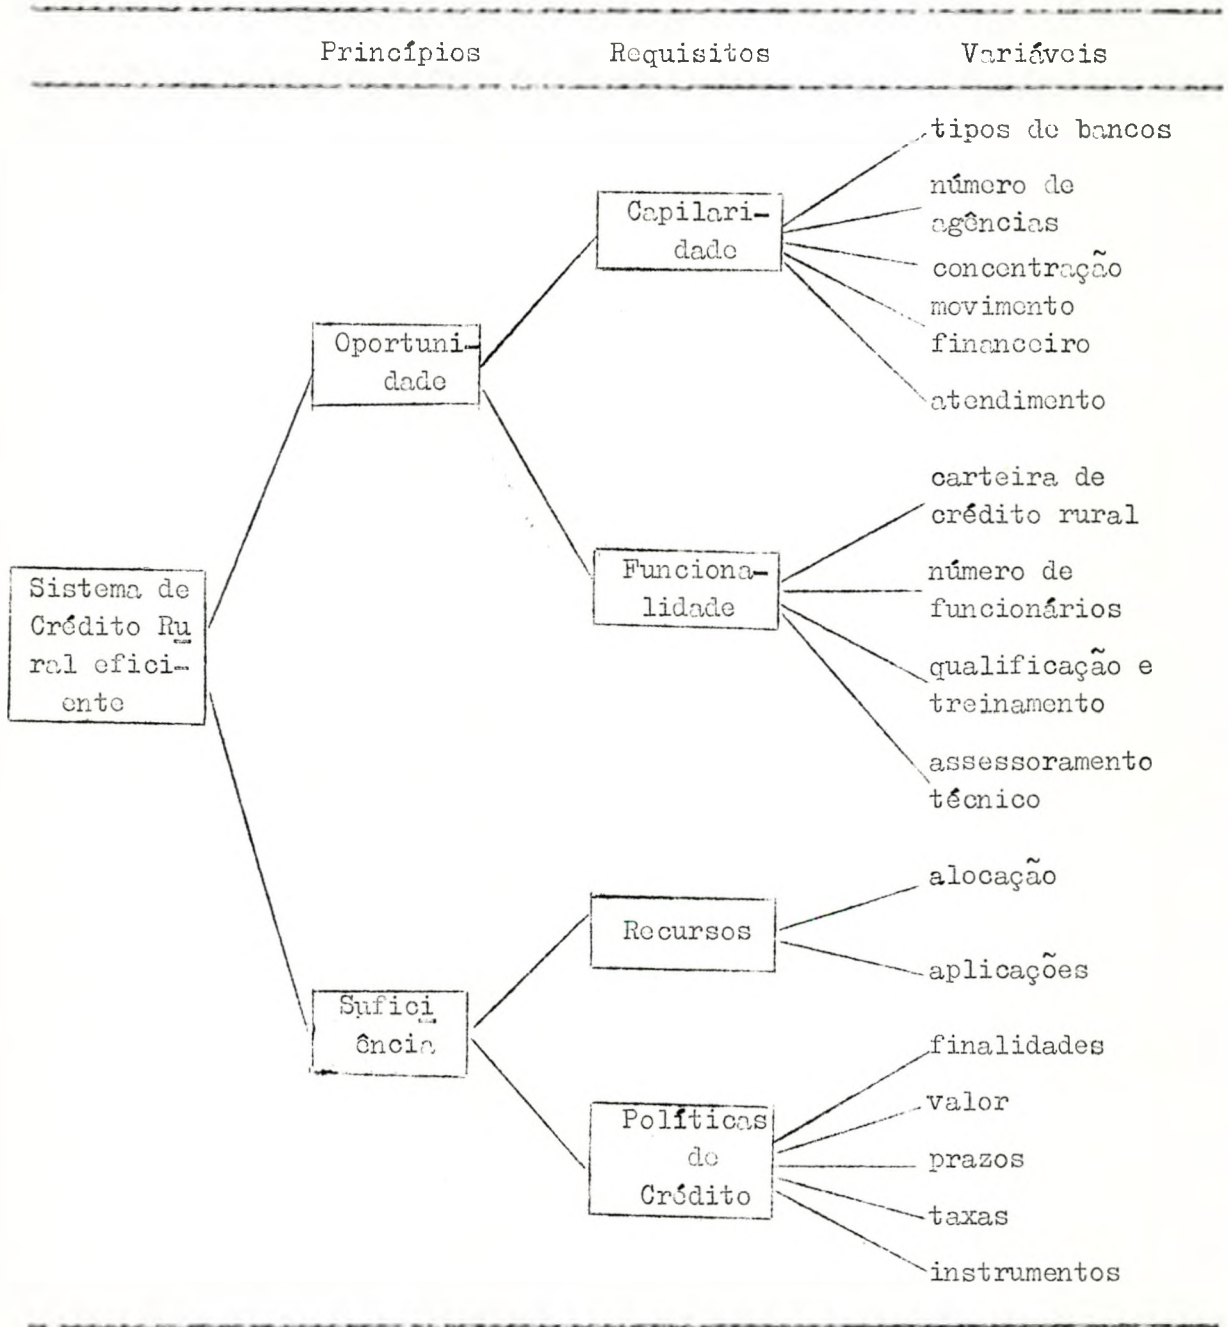 Princípios Requisitos Variáveis
tipos de bancos
número de
agências
concentração
movimento
financeiro
atendimento
Capilari-
dade
Oportuni-
dade
carteira de
crédito rural
número de
funcionários
qualificação e
treinamento
assessoramento
técnico
Funciona-
lidade
Sistema de
Crédito Ru
ral efici-
ente
alocação
aplicações
Recursos
Sufici
ência
finalidades
valor
prazos
taxas
instrumentos
Políticas
de
Crédito